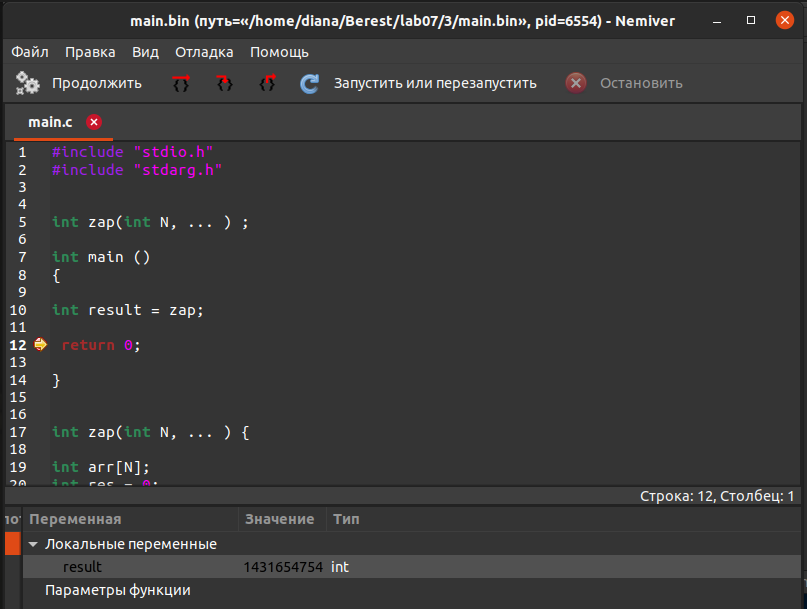 main.bin (путь=«/home/diana/Berest/lab07/3/main.bin», pid=6554) - Nemiver
Файл Правка Вид Отладка Помощь
Продолжить Запустить или перезапустить Остановить
main.c
1 #include "stdio.h"
2 #include "stdarg.h"
3
4
5 int zap(int N, ... ) ;
6
7 int main ()
8 {
9
10 int result = zap;
11
12 return 0;
13
14 }
15
16
17 int zap(int N, ... ) {
18
19 int arr[N];
20 int res = 0;
Строка: 12, Столбец: 1
Переменная Значение Тип
Локальные переменные
result 1431654754 int
Параметры функции